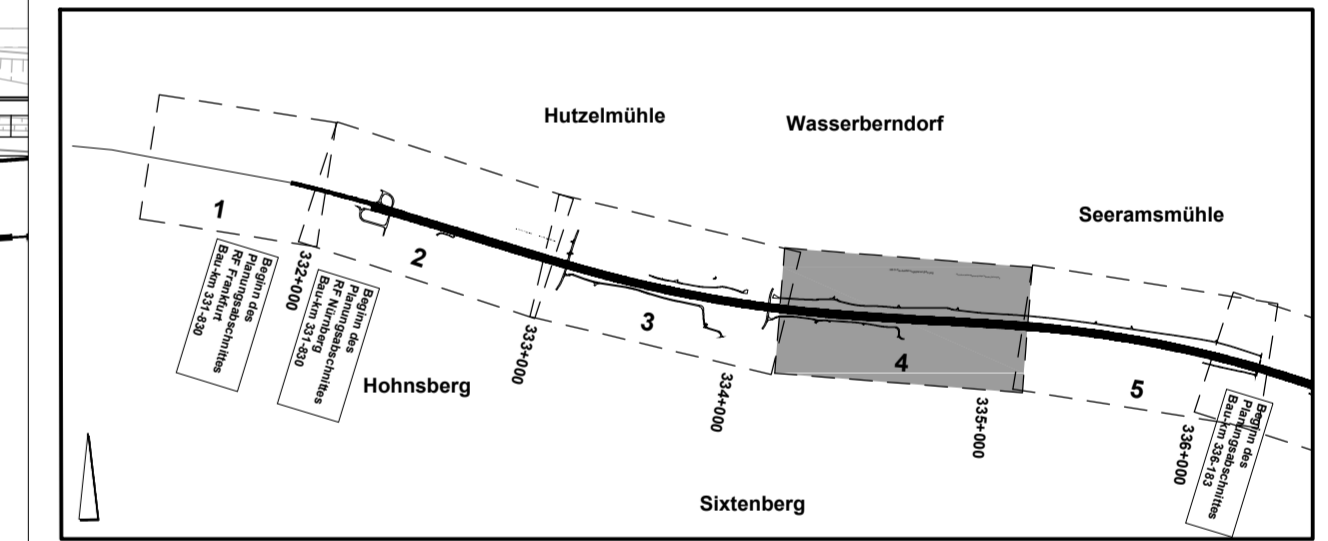 Hutzelmühle
Wasserberndorf
Seeramsmühle
1
2
3
4
5
332+000
333+000
334+000
335+000
336+000
Beginn des
Planungsabschnittes
RF Frankfurt
Bau-km 331-830
Beginn des
Planungsabschnittes
RF Nürnberg
Bau-km 331-830
Beginn des
Planungsabschnittes
Bau-km 336-183
Hohnsberg
Sixtenberg